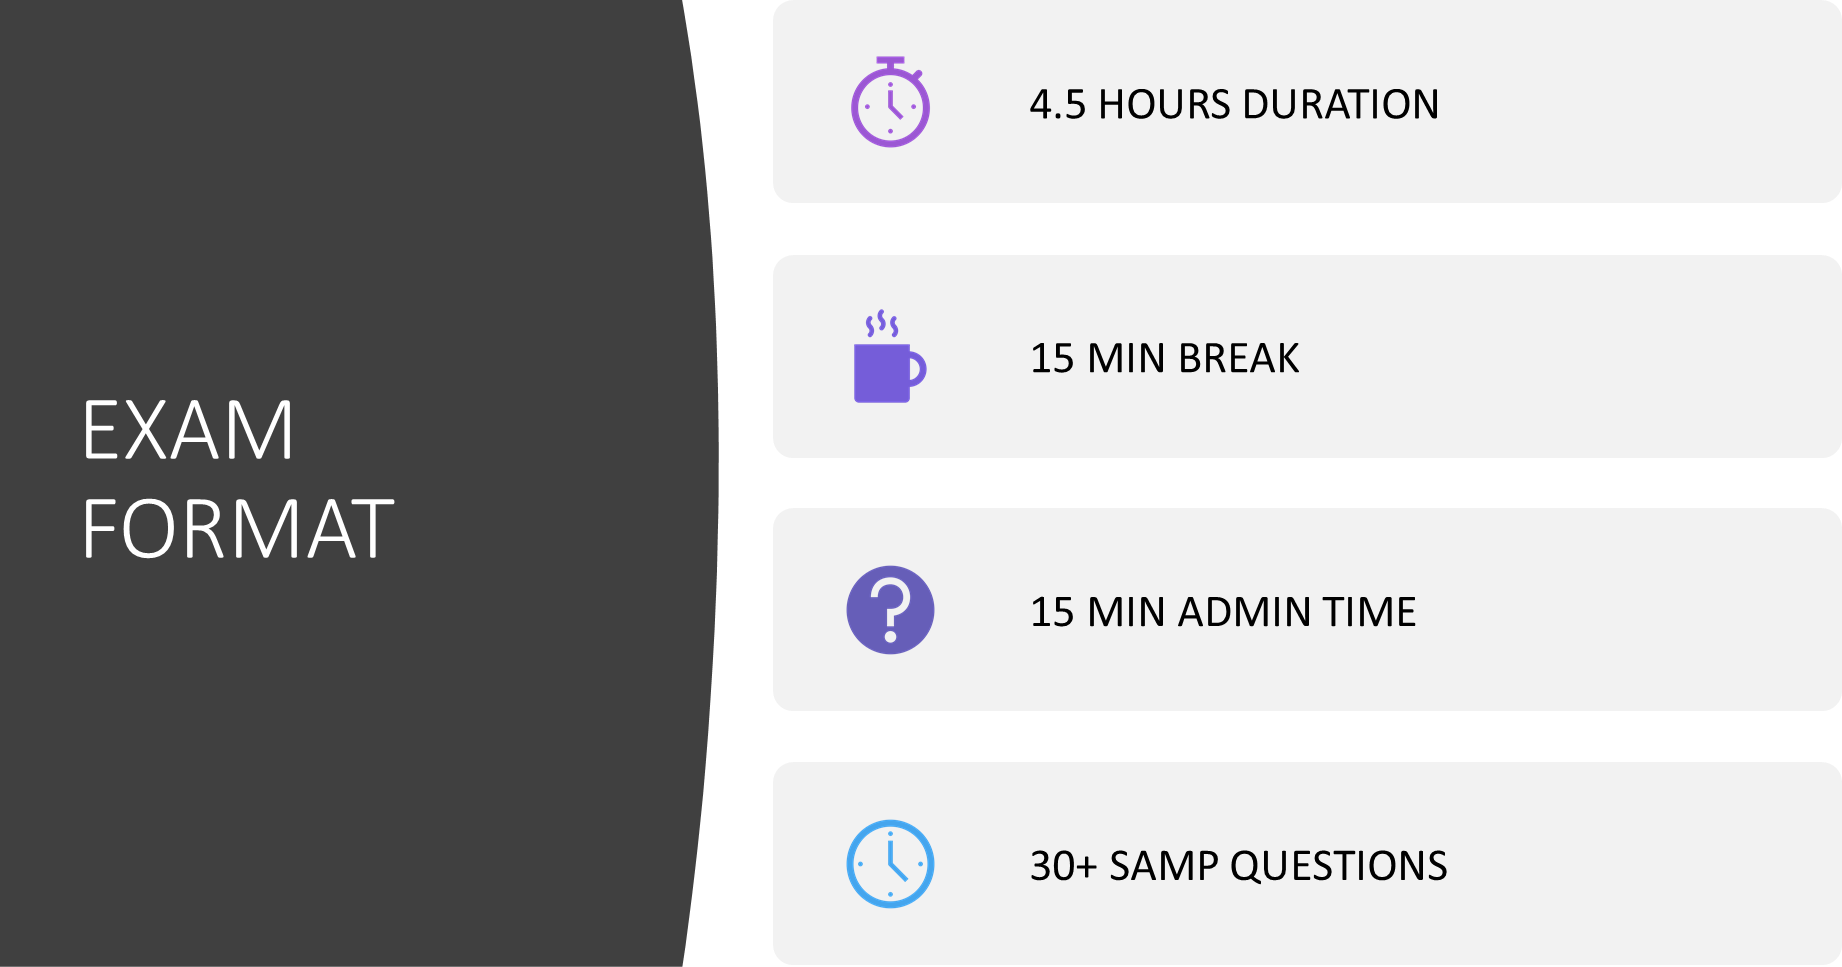 EXAM
FORMAT
4.5 HOURS DURATION
15 MIN BREAK
15 MIN ADMIN TIME
30+ SAMP QUESTIONS